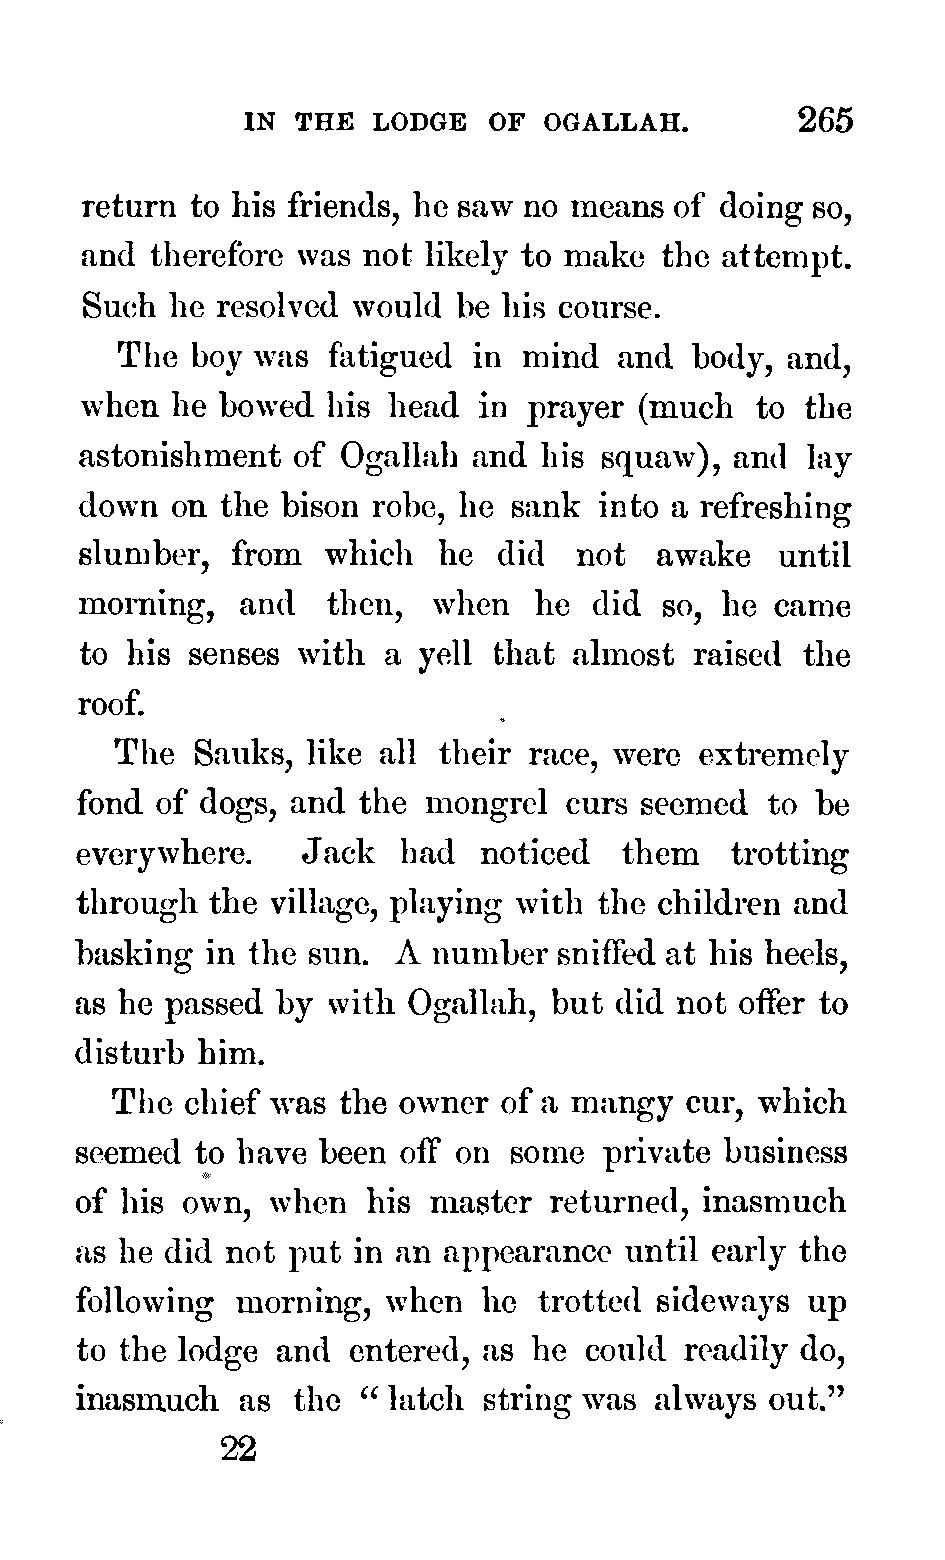 IN THE LODGE OF OGALLAH. 265
return to his friends, he saw no means of doing so,
and therefore was not likely to make the attempt.
Such he resolved would be his course.
The boy was fatigued in mind and body, and,
when he bowed his head in prayer (much to the
astonishment of Ogallah and his squaw), and lay
down on the bison robe, he sank into a refreshing
slumber, from which he did not awake until
morning, and then, when he did so, he came
to his senses with a yell that almost raised the
roof.
The Sauks, like all their race, were extremely
fond of dogs, and the mongrel curs seemed to be
everywhere. Jack had noticed them trotting
through the village, playing with the children and
basking in the sun. A number sniffed at his heels,
as he passed by with Ogallah, but did not offer to
disturb him.
The chief was the owner of a mangy cur, which
seemed to have been off on some private business
of his own, when his master returned, inasmuch
as he did not put in an appearance until early the
following morning, when he trotted sideways up
to the lodge and entered, as he could readily do,
inasmuch as the “ latch string was always out.”
22